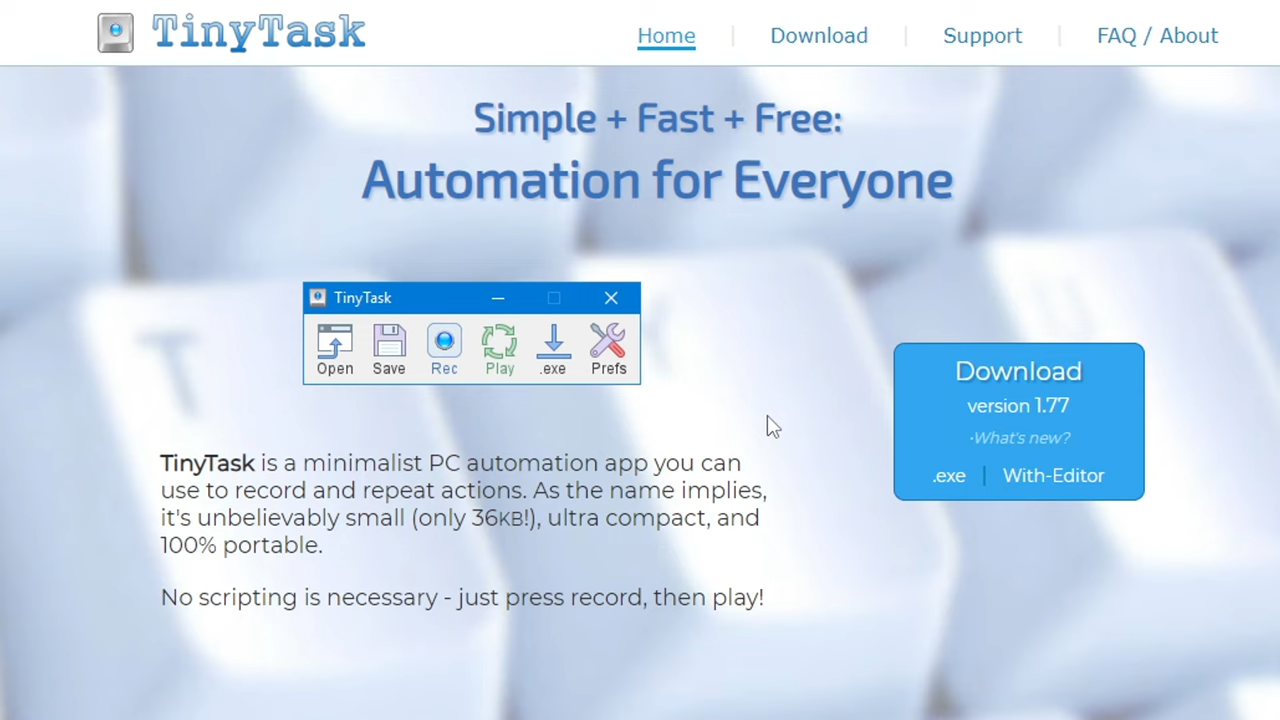 TinyTask
Home
Download
Support
FAQ / About
Simple + Fast + Free:
Automation for Everyone
TinyTask
Open
Save
Rec
Play
.exe
Prefs
Download
version 1.77
·What's new?
.exe | With-Editor
TinyTask is a minimalist PC automation app you can
use to record and repeat actions. As the name implies,
it's unbelievably small (only 36KB!), ultra compact, and
100% portable.
No scripting is necessary - just press record, then play!